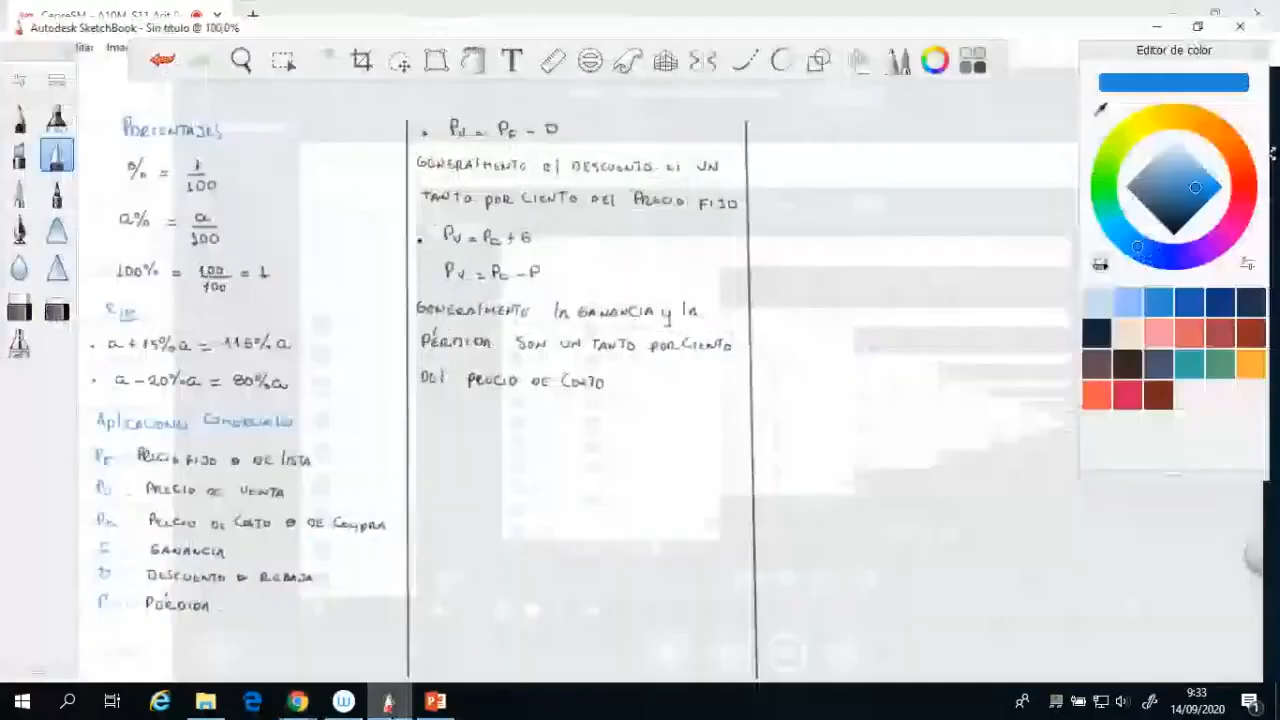 CepreSM - A10M_S11 Arit
Autodesk SketchBook - Sin título @ 100,0%
Editor de color
PORCENTAJES
% = 1/100
a% = a/100
100% = 100/100 = 1
a + 15%a = 115%a
a - 20%a = 80%a
APLICACIONES COMERCIALES
PF PRECIO FIJO O DE LISTA
PV PRECIO DE VENTA
PC PRECIO DE COSTO O DE COMPRA
G GANANCIA
D DESCUENTO O REBAJA
P PÉRDIDA
PV = PF - D
GENERALMENTE el DESCUENTO es UN
TANTO POR CIENTO DEL PRECIO FIJO
PV = PC + G
PV = PC - P
GENERALMENTE la GANANCIA y la
PÉRDIDA SON UN TANTO POR CIENTO
DEl PRECIO DE COSTO
9:33
14/09/2020